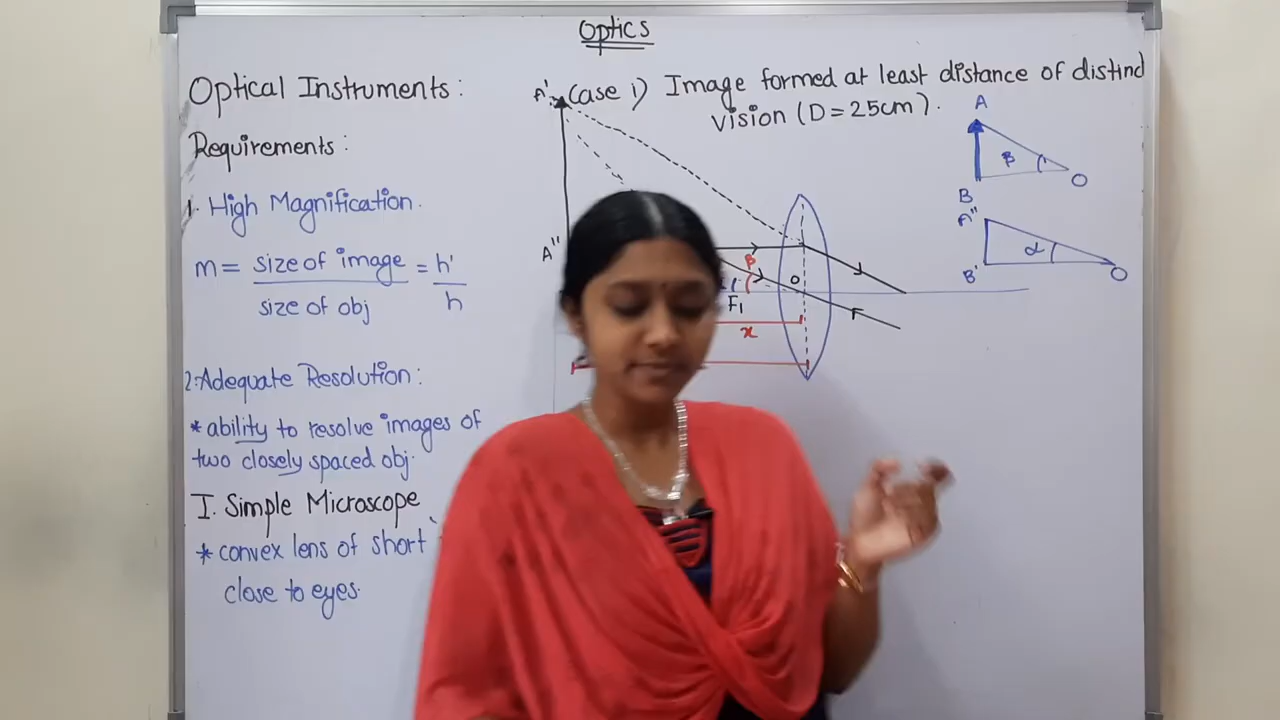 Optics
Optical Instruments:
Requirements:
1. High Magnification.
m = size of image / size of obj = h' / h
2. Adequate Resolution:
* ability to resolve images of
two closely spaced obj.
I. Simple Microscope
* convex lens of short
close to eyes.
Case 1) Image formed at least distance of distinct
vision (D = 25cm).
A'
A"
β
O
F1
x
A
β
B
O
A"
α
B'
O